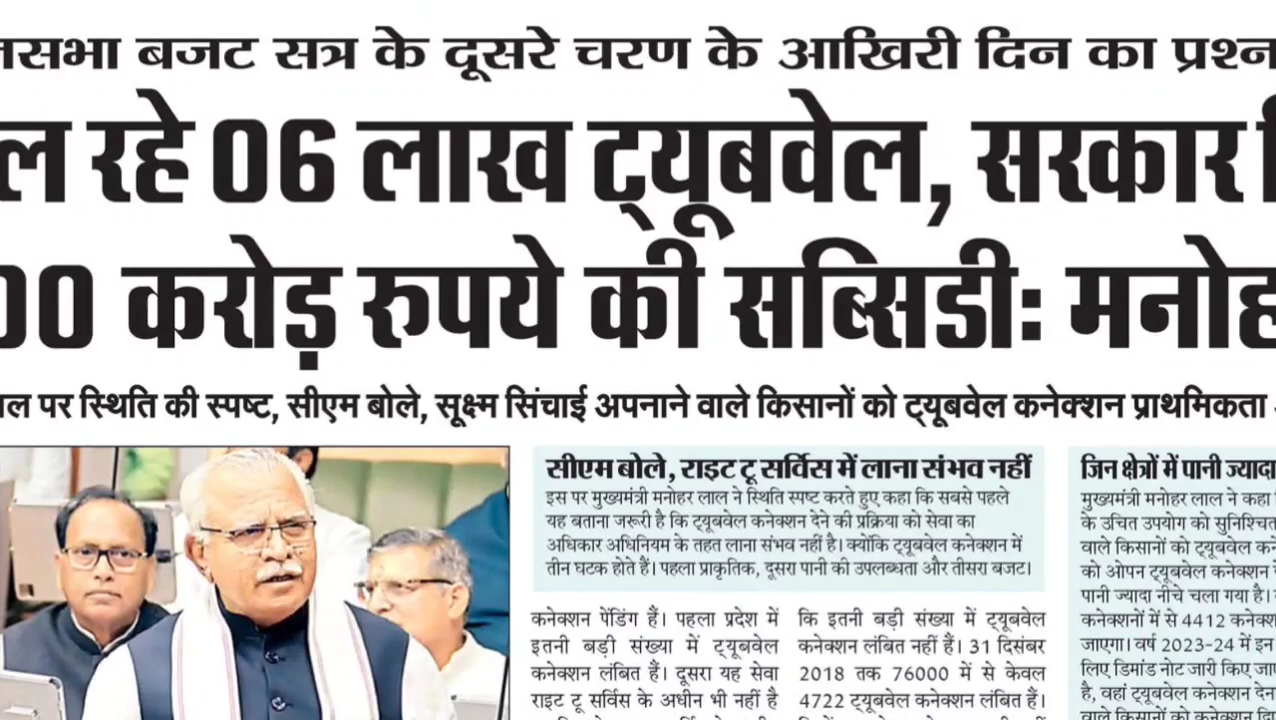 बजट सत्र के दूसरे चरण के आखिरी दिन का
रहे 06 लाख ट्यूबवेल, सरकार
करोड़ रुपये की सब्सिडीः
पर स्थिति की स्पष्ट, सीएम बोले, सूक्ष्म सिंचाई अपनाने वाले किसानों को ट्यूबवेल कनेक्शन प्राथमिकता
सीएम बोले, राइट टू सर्विस में लाना संभव नहीं
इस पर मुख्यमंत्री मनोहर लाल ने स्थिति स्पष्ट करते हुए कहा कि सबसे पहले
यह बताना जरूरी है कि ट्यूबवेल कनेक्शन देने की प्रक्रिया को सेवा का
अधिकार अधिनियम के तहत लाना संभव नहीं है। क्योंकि ट्यूबवेल कनेक्शन में
तीन घटक होते हैं। पहला प्राकृतिक, दूसरा पानी की उपलब्धता और तीसरा बजट।
कनेक्शन पेंडिंग हैं। पहला प्रदेश में
इतनी बड़ी संख्या में ट्यूबवेल
कनेक्शन लंबित हैं। दूसरा यह सेवा
राइट टू सर्विस के अधीन भी नहीं है
कि इतनी बड़ी संख्या में ट्यूबवेल
कनेक्शन लंबित नहीं हैं। 31 दिसंबर
2018 तक 76000 में से केवल
4722 ट्यूबवेल कनेक्शन लंबित हैं।
जिन क्षेत्रों में पानी ज्यादा
मुख्यमंत्री मनोहर लाल ने कहा
के उचित उपयोग को
वाले किसानों को ट्यूबवेल
को ओपन ट्यूबवेल कनेक्शन
पानी ज्यादा नीचे चला गया है।
कनेक्शनों में से 4412
जाएगा। वर्ष 2023-24 में इन
लिए डिमांड नोट जारी किए
है, वहां ट्यूबवेल कनेक्शन
वाले किसानों को कनेक्शन